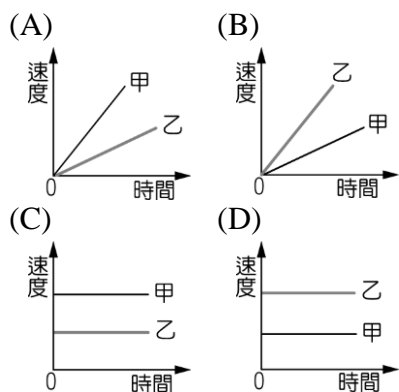 (A) (B)
速度 甲 乙 0 時間
速度 乙 甲 0 時間
(C) (D)
速度 甲 乙 0 時間
速度 乙 甲 0 時間